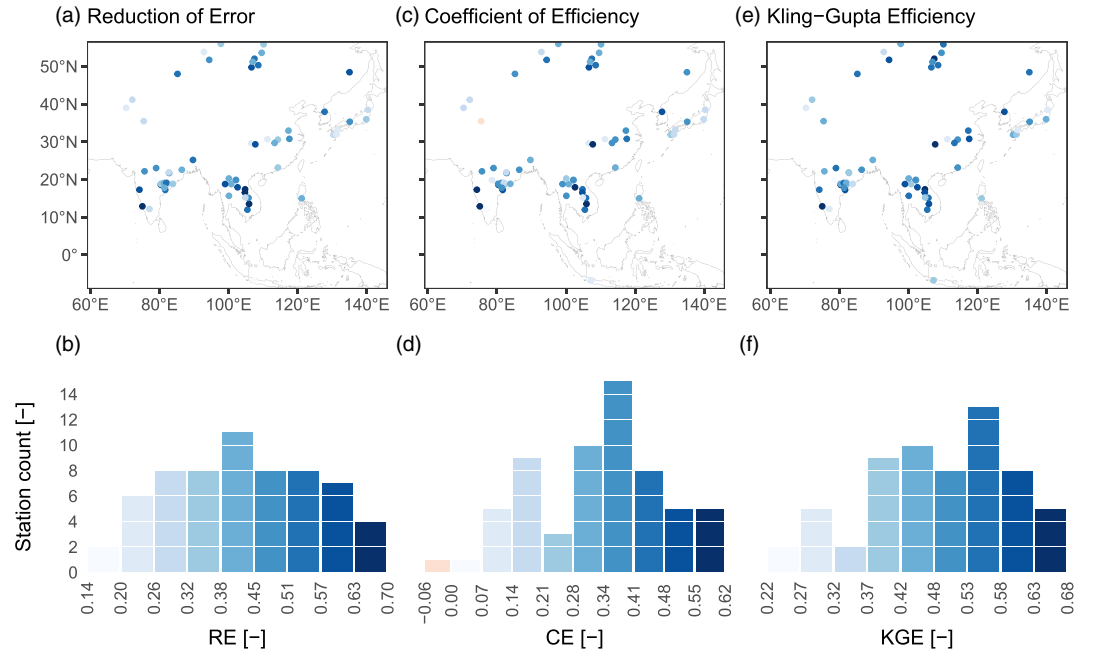 (a) Reduction of Error
(c) Coefficient of Efficiency
(e) Kling−Gupta Efficiency
50°N
40°N
30°N
20°N
10°N
0°
60°E 80°E 100°E 120°E 140°E
60°E 80°E 100°E 120°E 140°E
60°E 80°E 100°E 120°E 140°E
(b)
(d)
(f)
Station count [−]
14
12
10
8
6
4
2
0
0.14 0.20 0.26 0.32 0.38 0.45 0.51 0.57 0.63 0.70
−0.06 0.00 0.07 0.14 0.21 0.28 0.34 0.41 0.48 0.55 0.62
0.22 0.27 0.32 0.37 0.42 0.48 0.53 0.58 0.63 0.68
RE [−]
CE [−]
KGE [−]